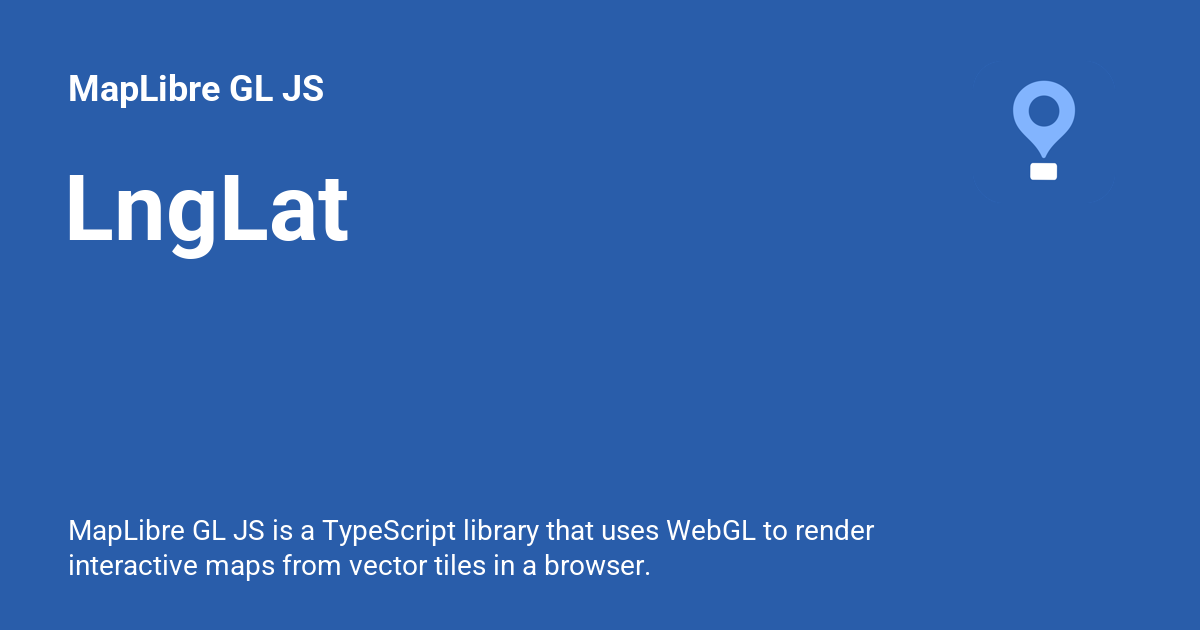 MapLibre GL JS
LngLat
MapLibre GL JS is a TypeScript library that uses WebGL to render
interactive maps from vector tiles in a browser.